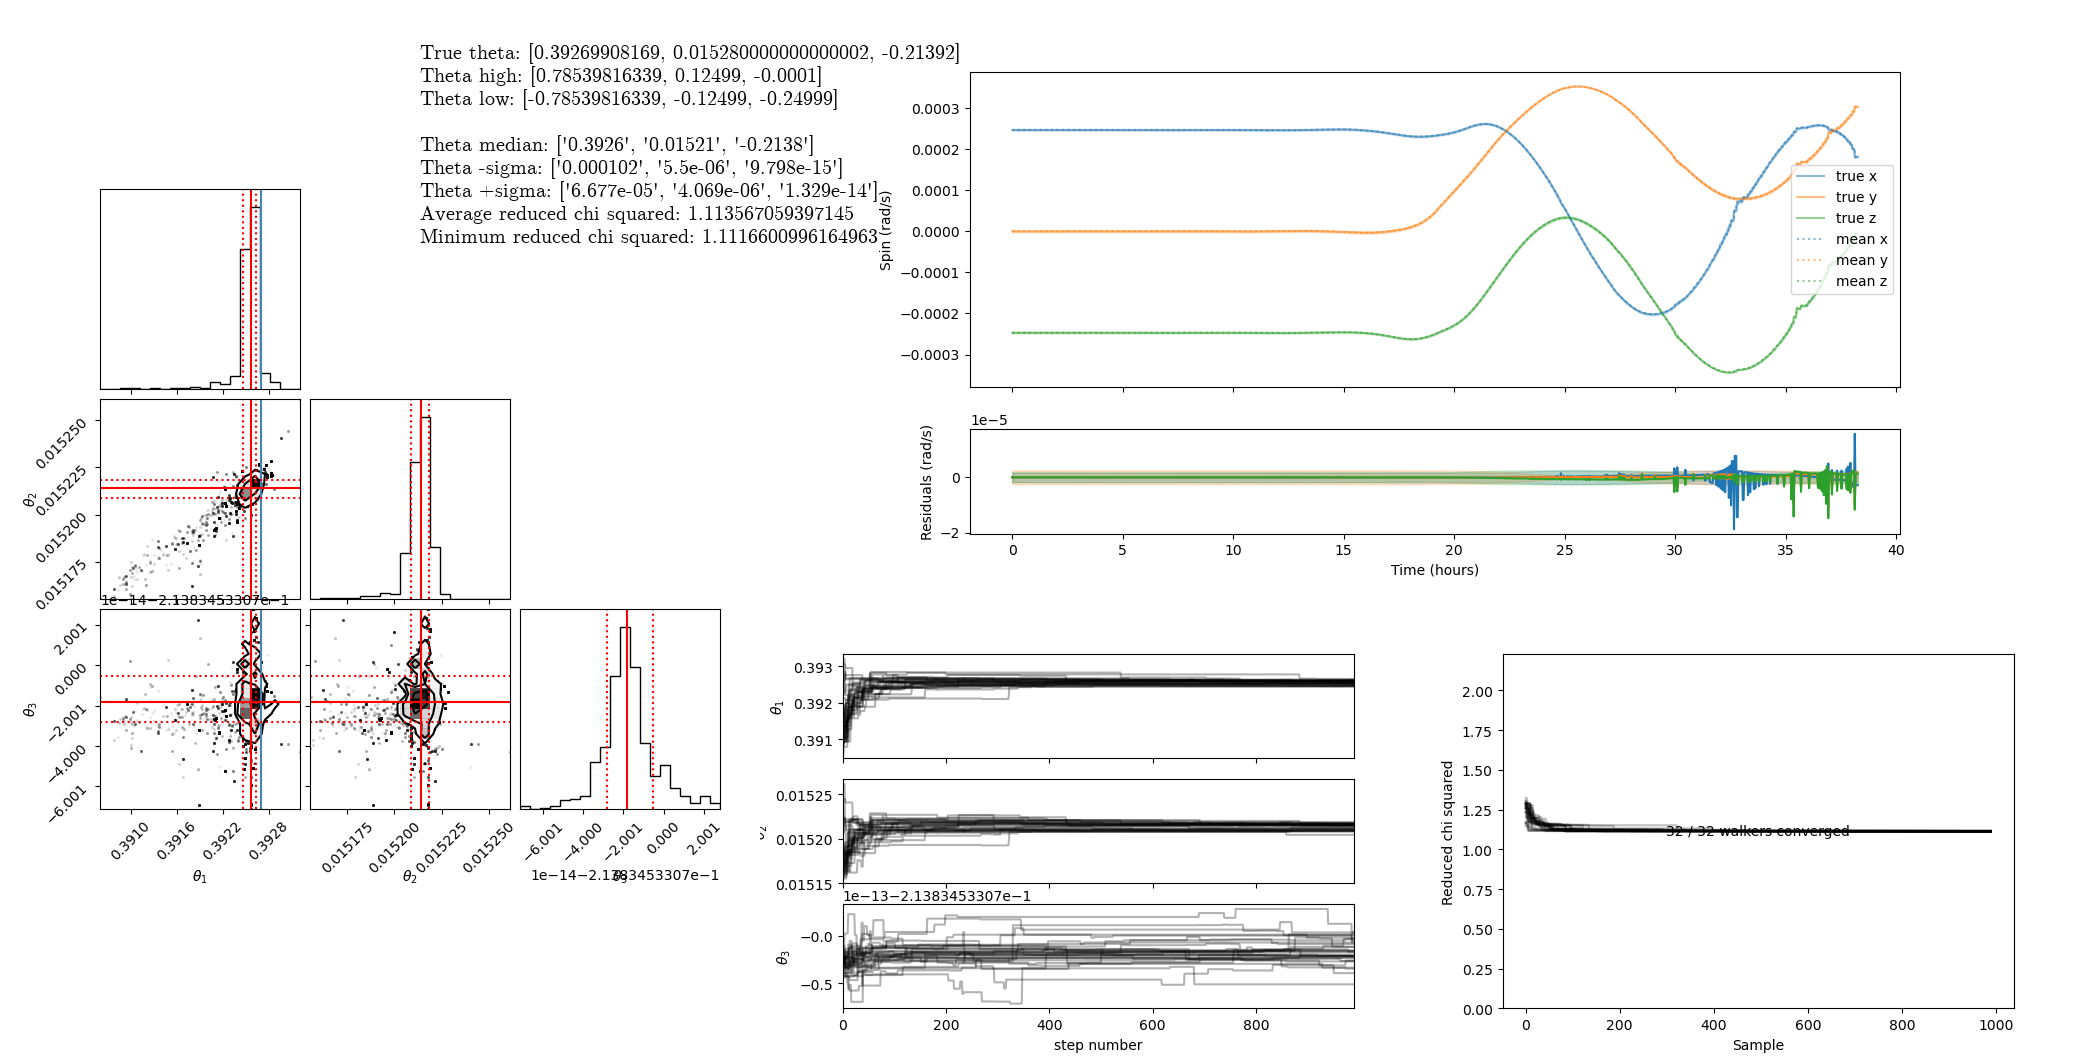 True theta: [0.39269908169, 0.015280000000000002, -0.21392]
Theta high: [0.78539816339, 0.12499, -0.0001]
Theta low: [-0.78539816339, -0.12499, -0.24999]
Theta median: ['0.3926', '0.01521', '-0.2138']
Theta -sigma: ['0.000102', '5.5e-06', '9.798e-15']
Theta +sigma: ['6.677e-05', '4.069e-06', '1.329e-14']
Average reduced chi squared: 1.113567059397145
Minimum reduced chi squared: 1.1116600996164963
Spin (rad/s)
0.0003
0.0002
0.0001
0.0000
−0.0001
−0.0002
−0.0003
true x
true y
true z
mean x
mean y
mean z
1e−5
Residuals (rad/s)
0
−2
0 5 10 15 20 25 30 35 40
Time (hours)
θ2
0.015250
0.015225
0.015200
0.015175
1e−14−2.1383453307e−1
θ3
2.001
0.000
−2.001
−4.000
−6.001
0.3910 0.3916 0.3922 0.3928
θ1
0.015175 0.015200 0.015225 0.015250
θ2
−6.001 −4.000 −2.001 0.000 2.001
θ3
1e−14−2.1383453307e−1
θ1
0.393
0.392
0.391
0.01525
0.01520
0.01515
1e−13−2.1383453307e−1
θ3
−0.0
−0.5
0 200 400 600 800
step number
Reduced chi squared
2.00
1.75
1.50
1.25
1.00
0.75
0.50
0.25
0.00
32 / 32 walkers converged
0 200 400 600 800 1000
Sample